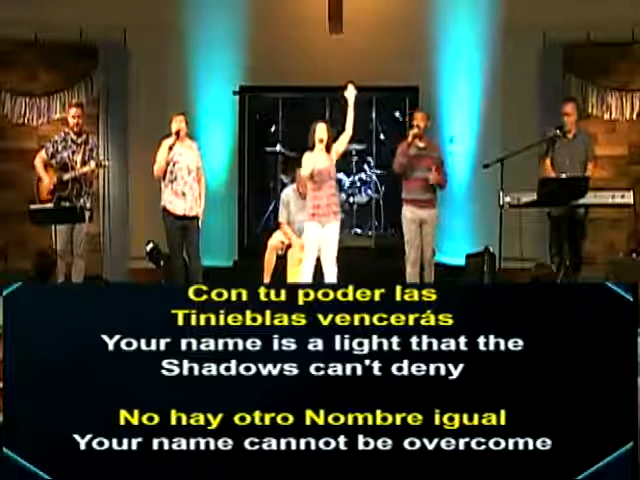 Con tu poder las
Tinieblas vencerás
Your name is a light that the
Shadows can't deny
No hay otro Nombre igual
Your name cannot be overcome